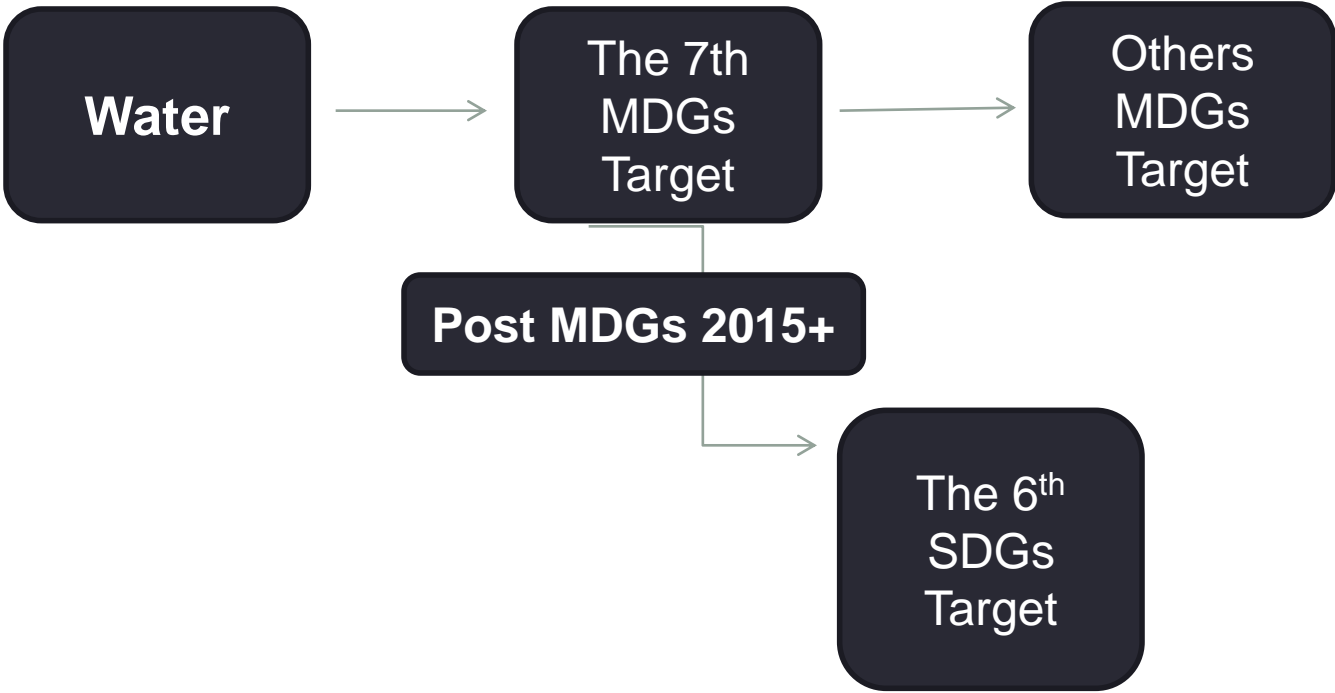 Water
The 7th
MDGs
Target
Others
MDGs
Target
Post MDGs 2015+
The 6th
SDGs
Target